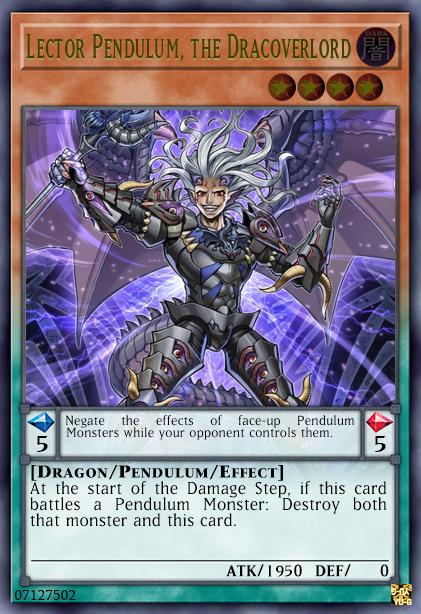 Lector Pendulum, the Dracoverlord
DARK
闇
Negate the effects of face-up Pendulum
Monsters while your opponent controls them.
5
5
[Dragon/Pendulum/Effect]
At the start of the Damage Step, if this card
battles a Pendulum Monster: Destroy both
that monster and this card.
ATK/1950 DEF/ 0
07127502